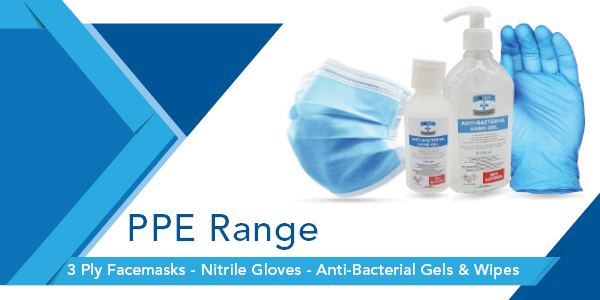 ANTI-BACTERIAL
HAND GEL
ANTI-BACTERIAL
HAND GEL
PPE Range
3 Ply Facemasks - Nitrile Gloves - Anti-Bacterial Gels & Wipes